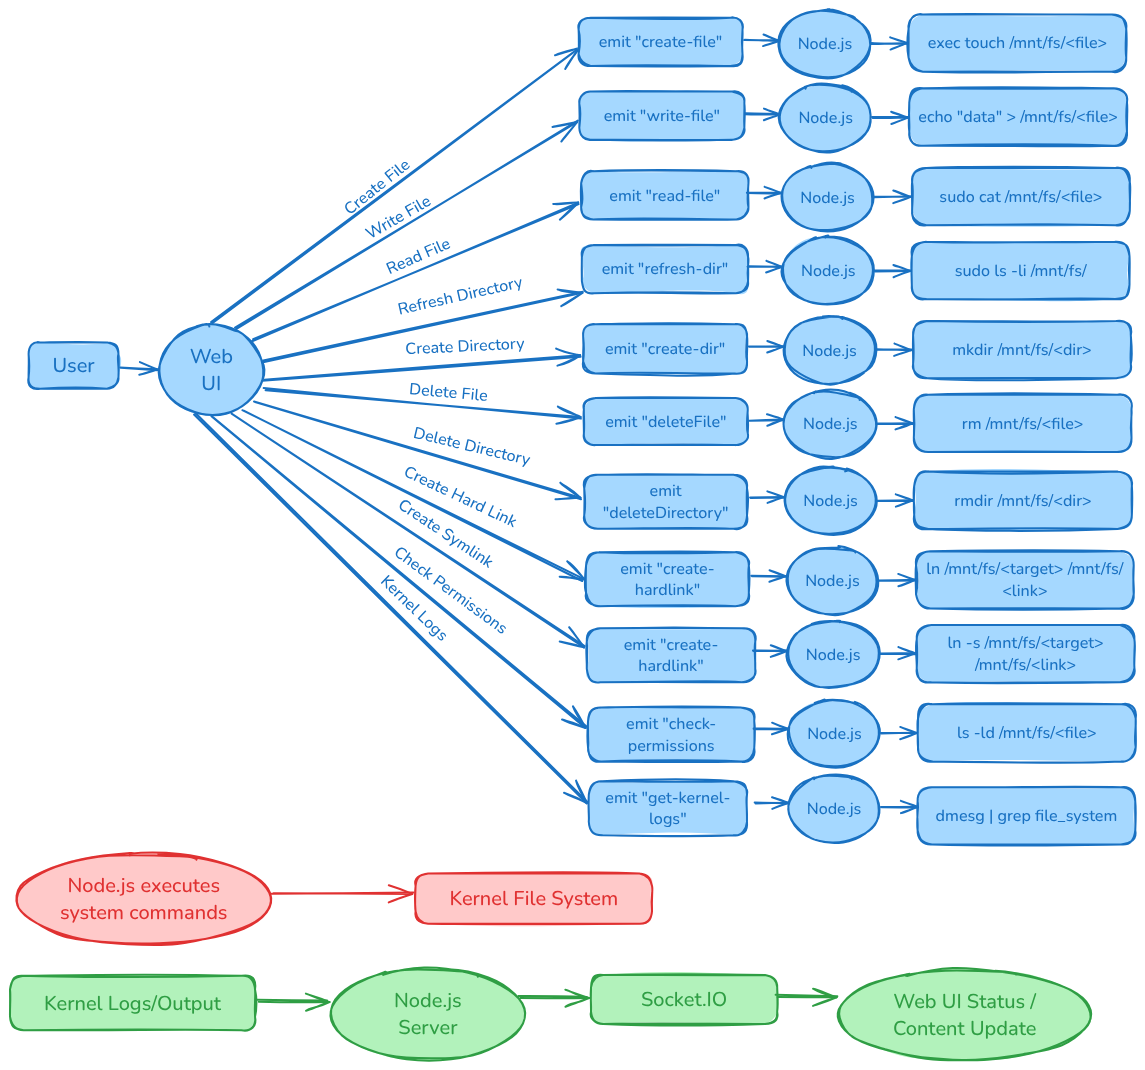 emit "create-file"
Node.js
exec touch /mnt/fs/<file>
emit "write-file"
Node.js
echo "data" > /mnt/fs/<file>
Create File
emit "read-file"
Node.js
sudo cat /mnt/fs/<file>
Write File
Read File
emit "refresh-dir"
Node.js
sudo ls -li /mnt/fs/
Refresh Directory
User
Web
UI
Create Directory
emit "create-dir"
Node.js
mkdir /mnt/fs/<dir>
Delete File
emit "deleteFile"
Node.js
rm /mnt/fs/<file>
Delete Directory
emit
"deleteDirectory"
Node.js
rmdir /mnt/fs/<dir>
Create Hard Link
emit "create-
hardlink"
Node.js
ln /mnt/fs/<target> /mnt/fs/
<link>
Create Symlink
emit "create-
hardlink"
Node.js
ln -s /mnt/fs/<target>
/mnt/fs/<link>
Check Permissions
emit "check-
permissions
Node.js
ls -ld /mnt/fs/<file>
Kernel Logs
emit "get-kernel-
logs"
Node.js
dmesg | grep file_system
Node.js executes
system commands
Kernel File System
Kernel Logs/Output
Node.js
Server
Socket.IO
Web UI Status /
Content Update